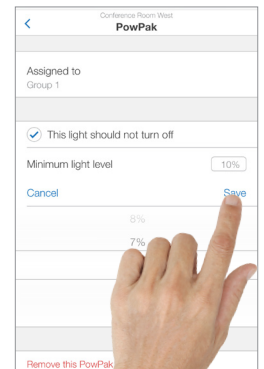 Conference Room West
PowPak
Assigned to
Group 1
This light should not turn off
Minimum light level 10%
Cancel Save
8%
7%
Remove this PowPak